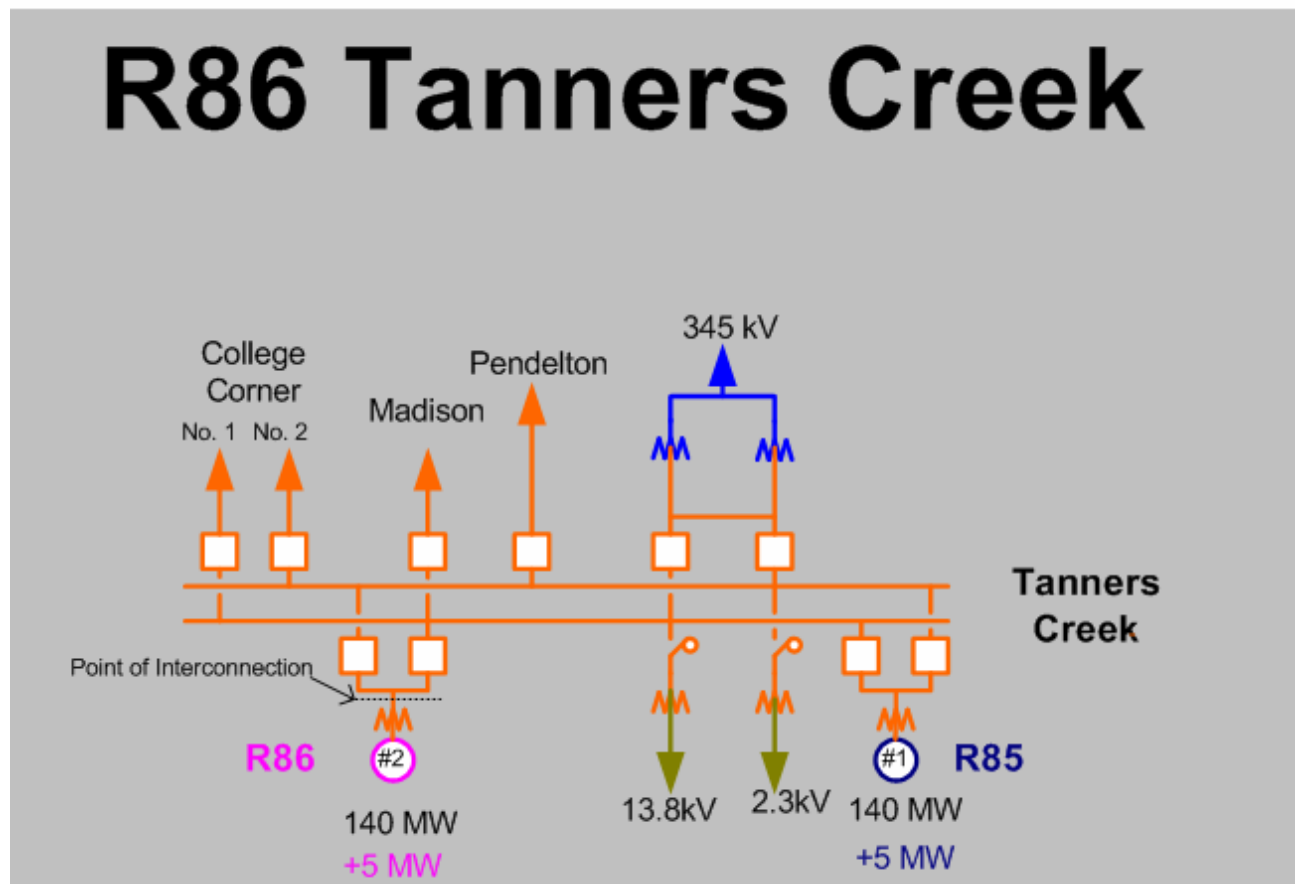 R86 Tanners Creek
345 kV
College
Corner
Pendelton
Madison
No. 1 No. 2
Tanners
Creek
Point of Interconnection
R86
#2
#1
R85
13.8kV
2.3kV
140 MW
140 MW
+5 MW
+5 MW